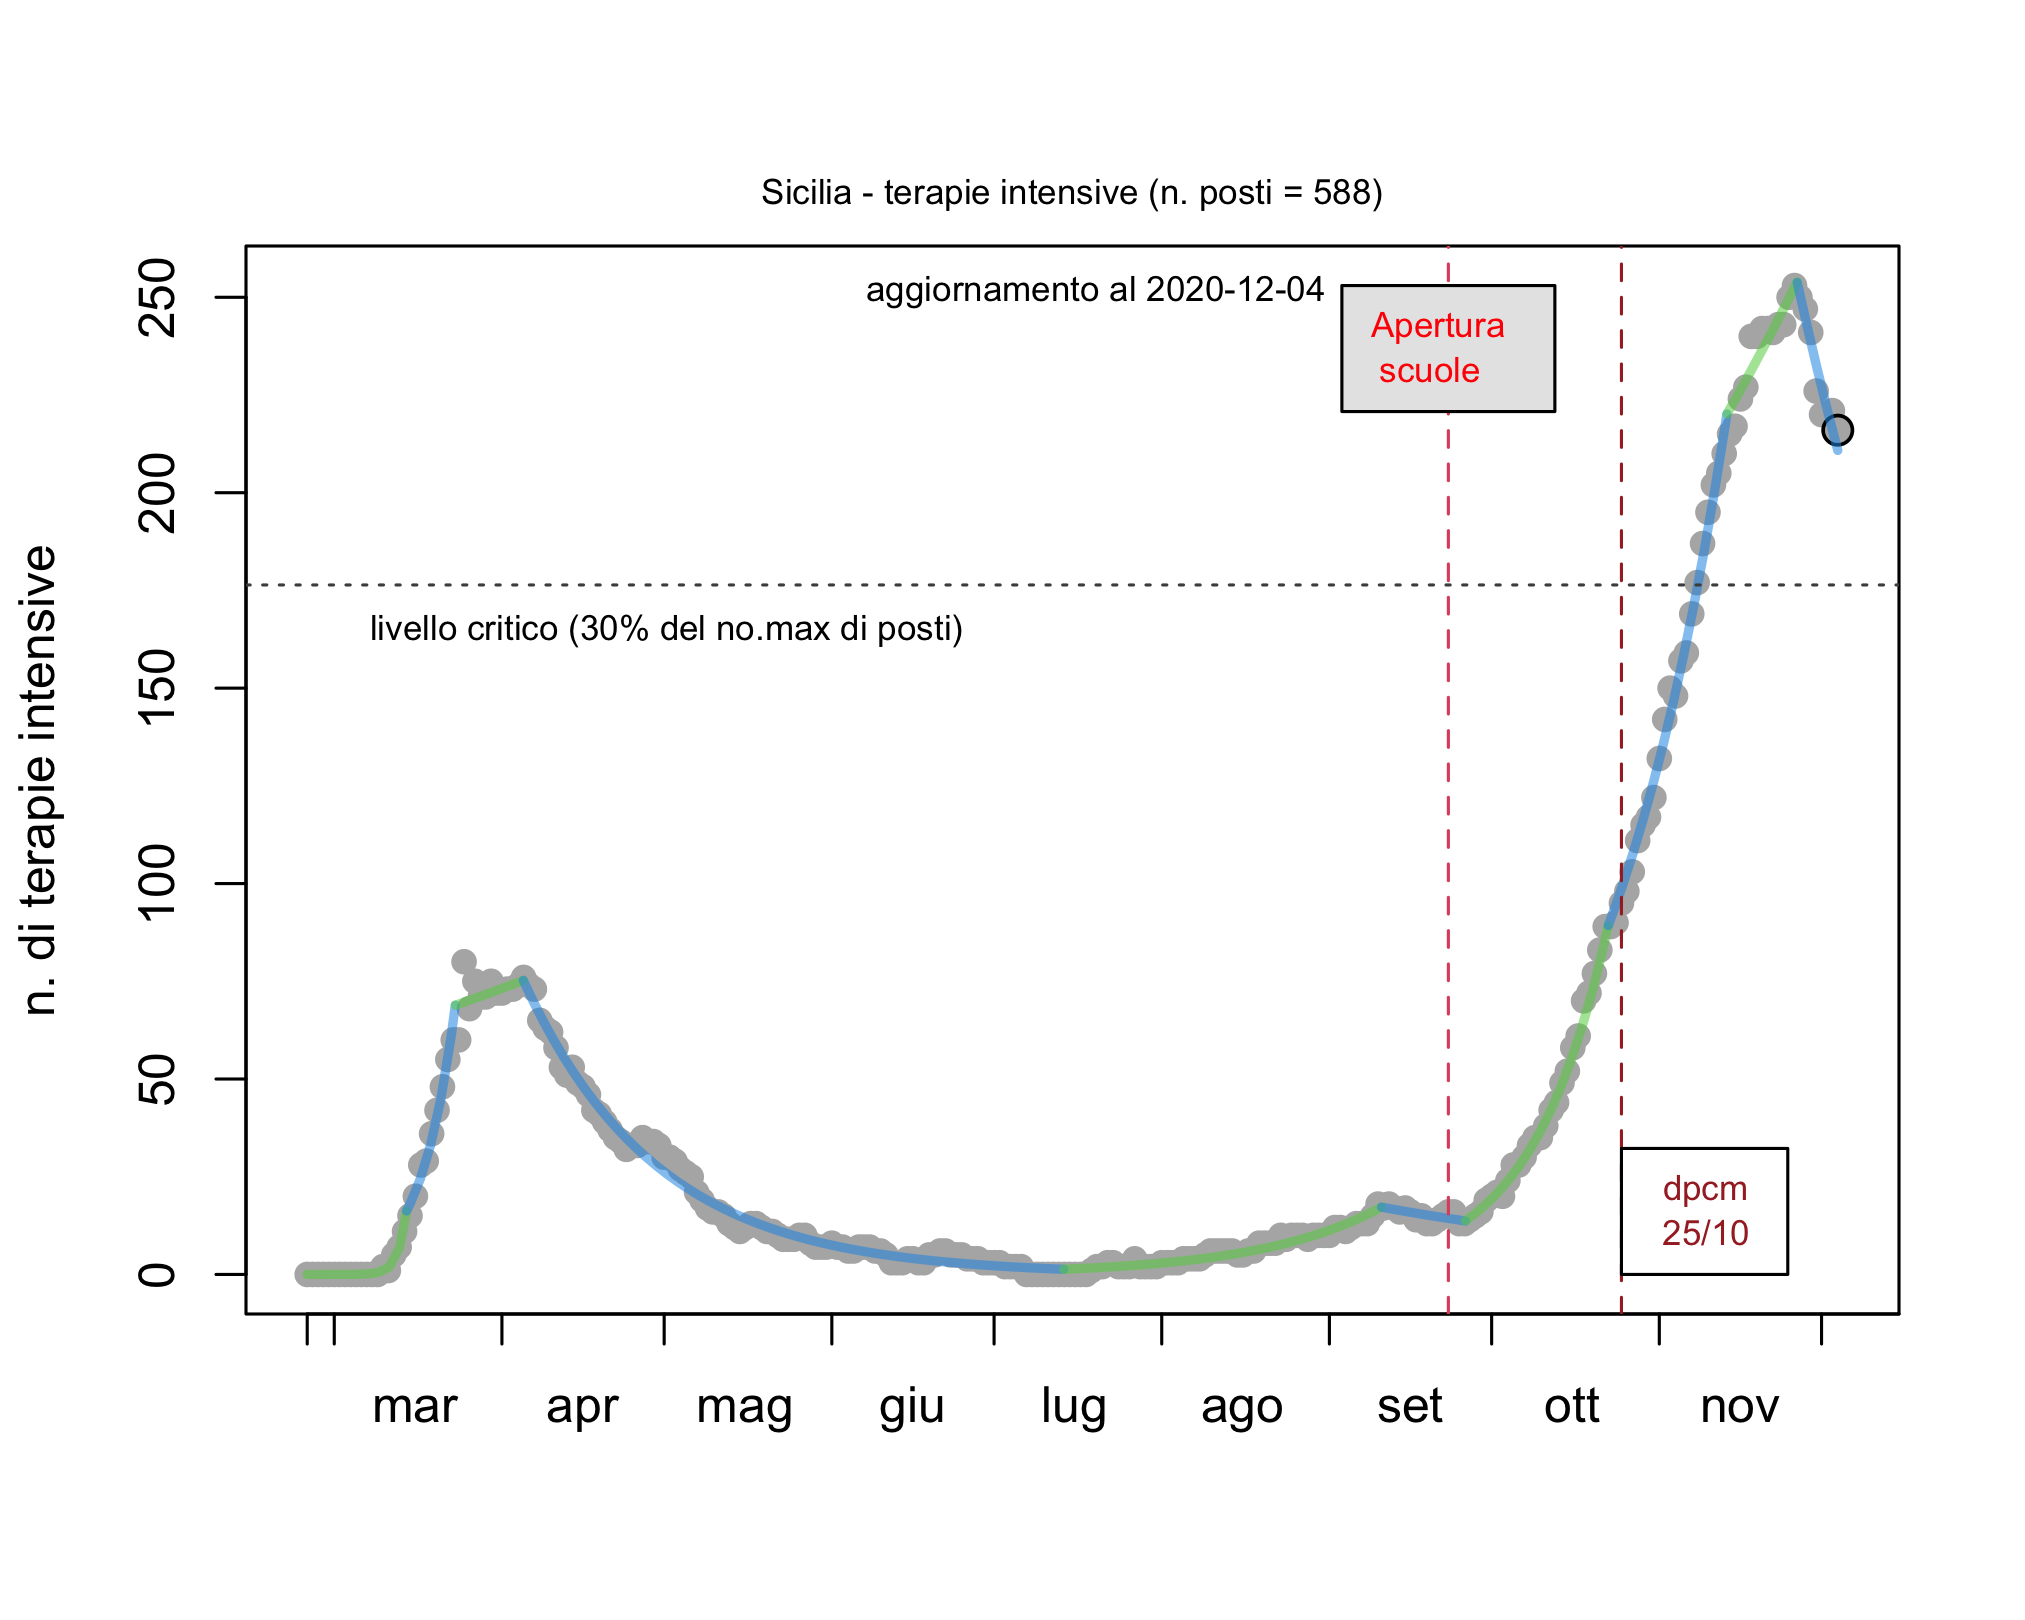 Sicilia - terapie intensive (n. posti = 588)
aggiornamento al 2020-12-04
Apertura
scuole
livello critico (30% del no.max di posti)
dpcm
25/10
n. di terapie intensive
250
200
150
100
50
0
mar apr mag giu lug ago set ott nov